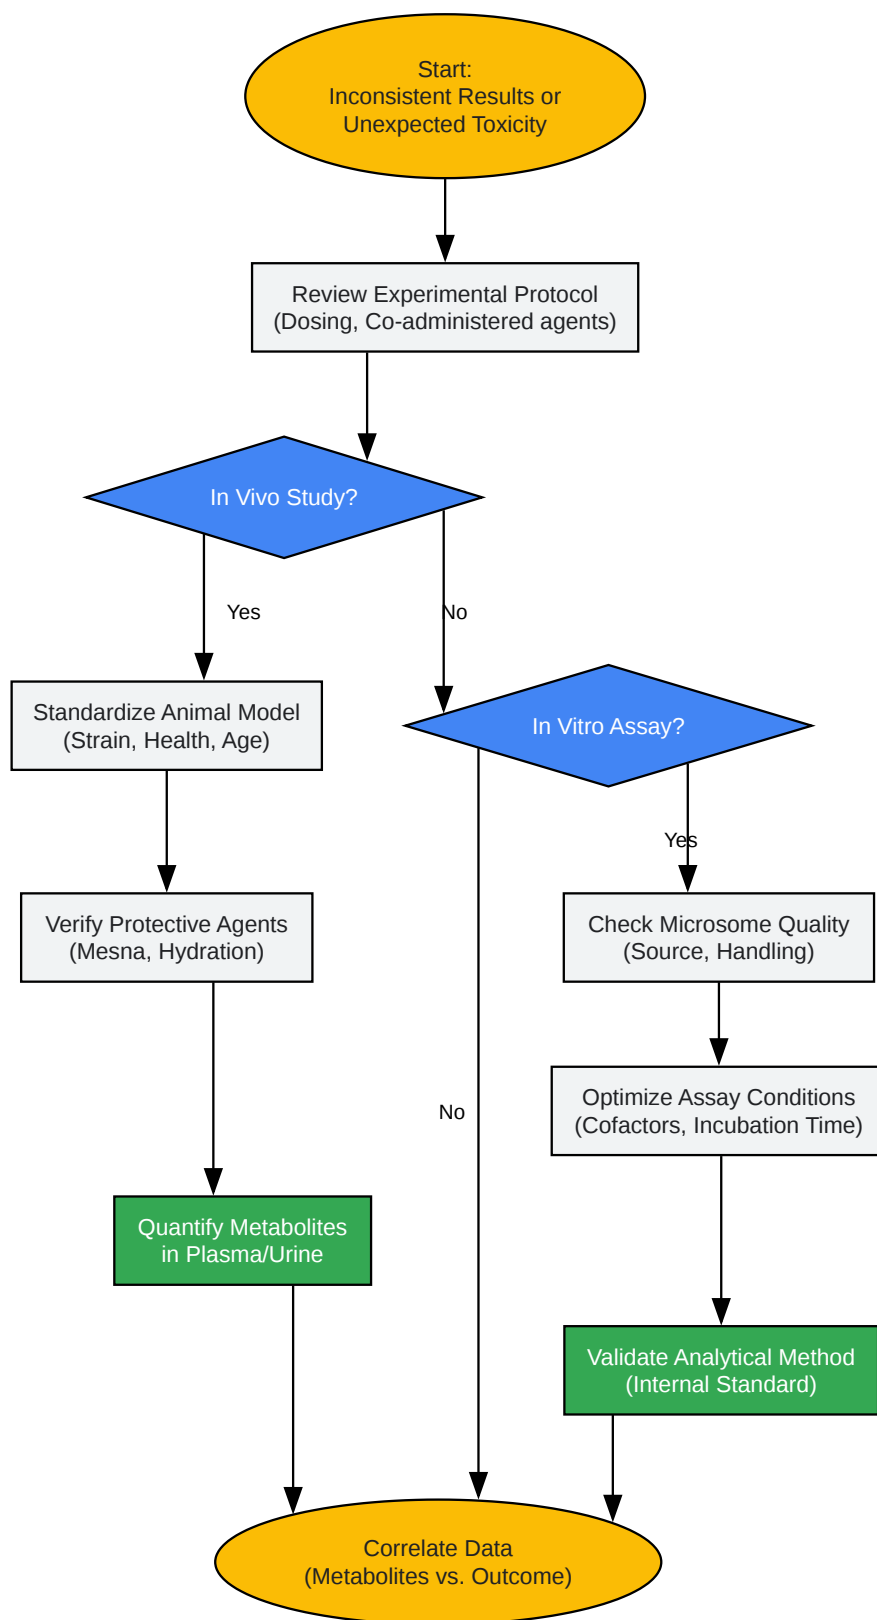 Start:
Inconsistent Results or
Unexpected Toxicity
Review Experimental Protocol
(Dosing, Co-administered agents)
In Vivo Study?
Yes
No
Standardize Animal Model
(Strain, Health, Age)
In Vitro Assay?
Yes
Verify Protective Agents
(Mesna, Hydration)
Check Microsome Quality
(Source, Handling)
Optimize Assay Conditions
(Cofactors, Incubation Time)
No
Quantify Metabolites
in Plasma/Urine
Validate Analytical Method
(Internal Standard)
Correlate Data
(Metabolites vs. Outcome)